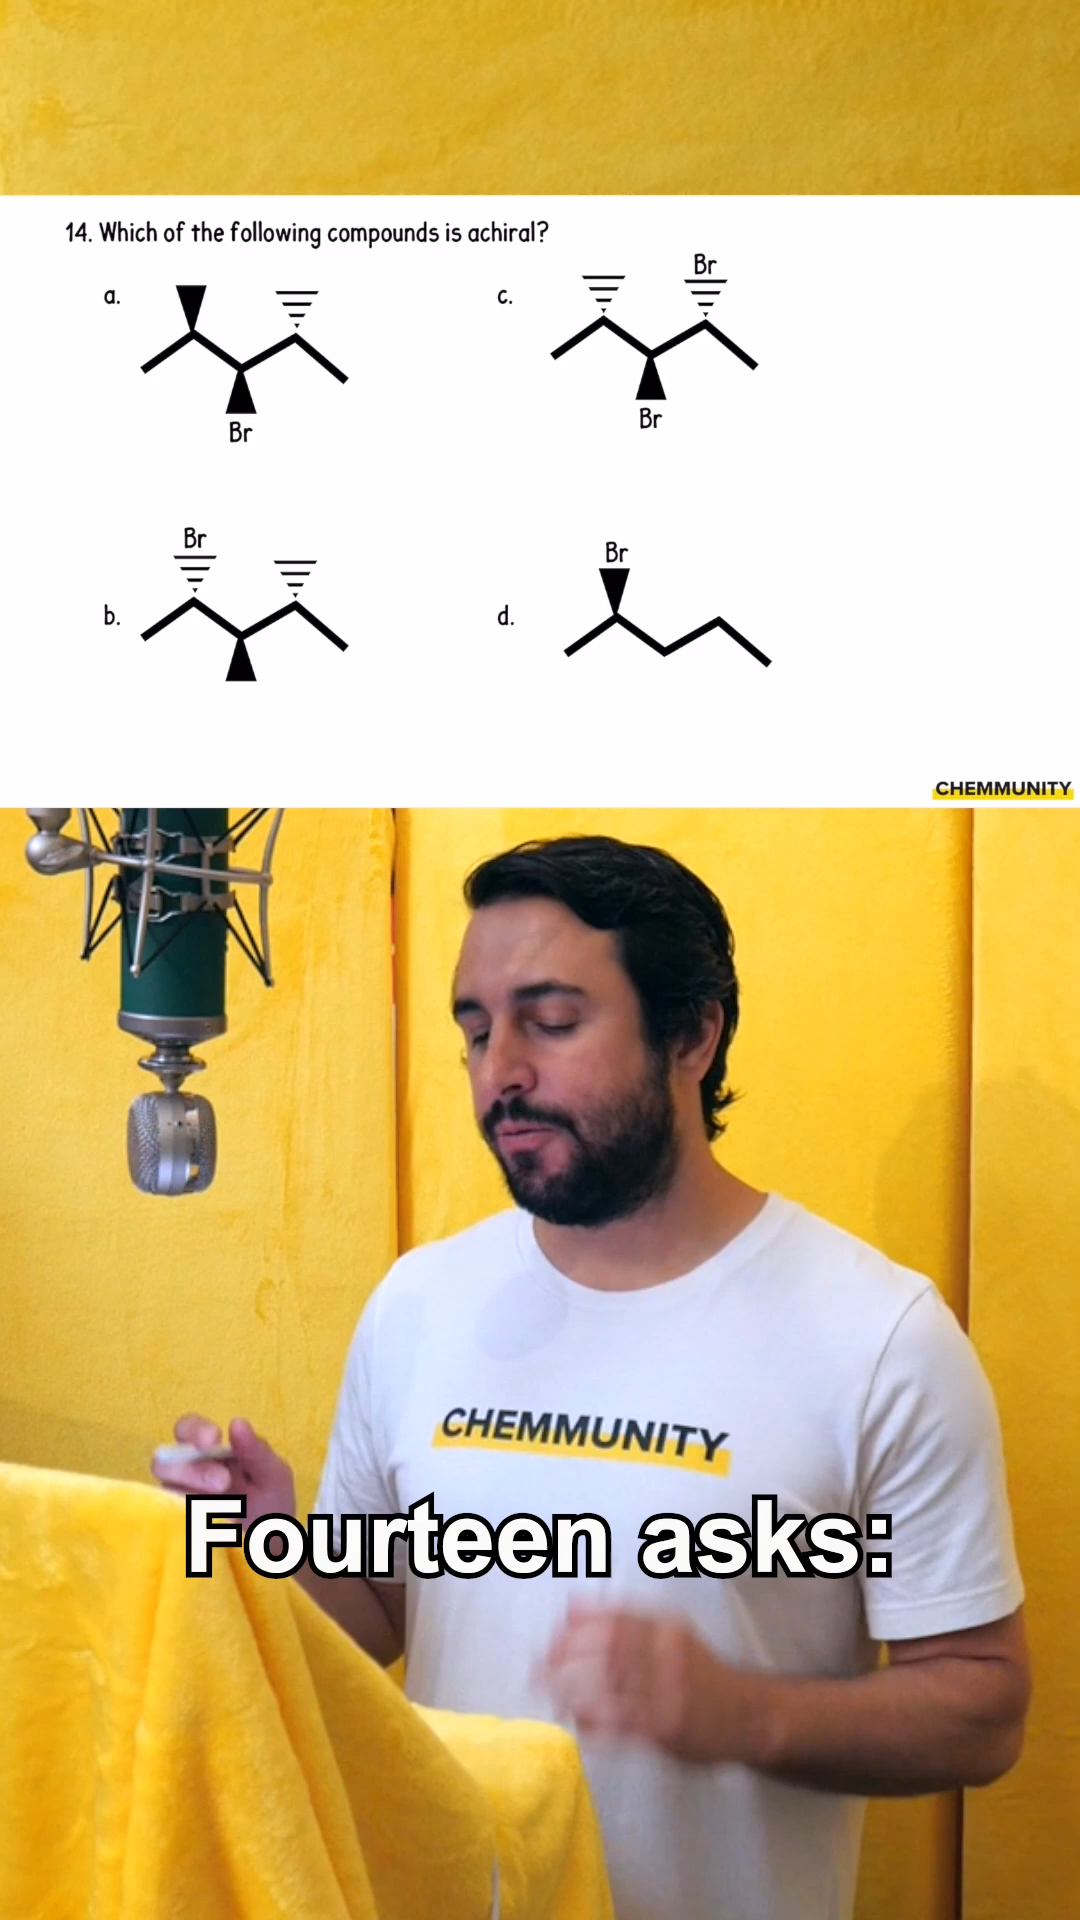 14. Which of the following compounds is achiral?
a.
Br
c.
Br
Br
b.
Br
d.
Br
CHEMMUNITY
CHEMMUNITY
Fourteen asks: